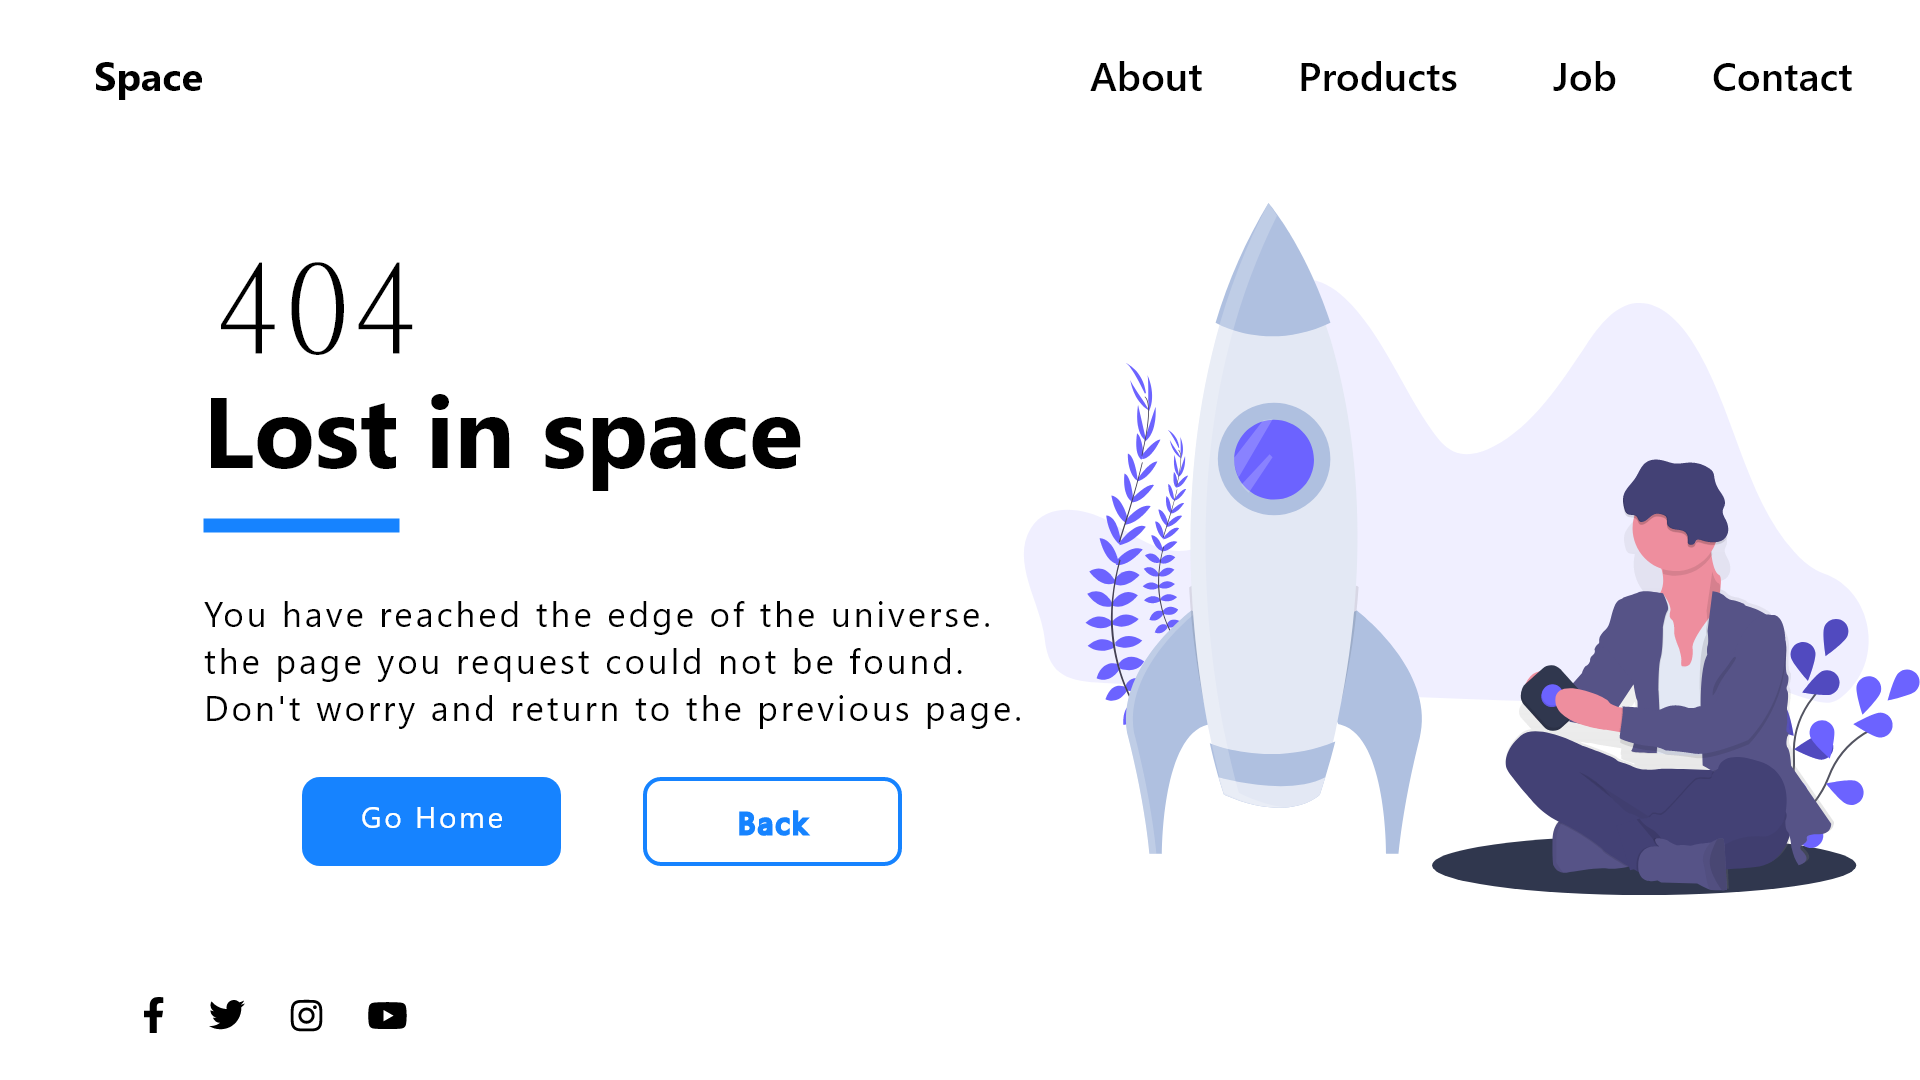 Space
About Products Job Contact
404
Lost in space
You have reached the edge of the universe.
the page you request could not be found.
Don't worry and return to the previous page.
Go Home
Back